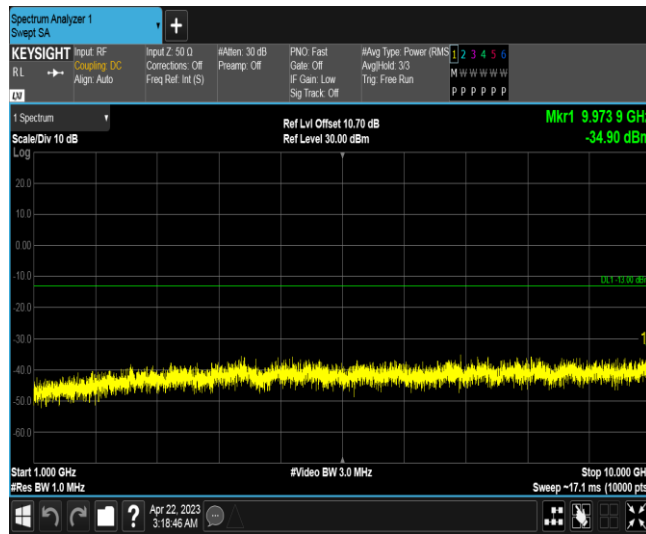 Spectrum Analyzer 1
Swept SA
KEYSIGHT
RL
LXI
Input: RF
Coupling: DC
Align: Auto
Input Z: 50 Ω
Corrections: Off
Freq Ref: Int (S)
#Atten: 30 dB
Preamp: Off
PNO: Fast
Gate: Off
IF Gain: Low
Sig Track: Off
#Avg Type: Power (RMS
Avg|Hold: 3/3
Trig: Free Run
1 2 3 4 5 6
M W W W W W
P P P P P P
1 Spectrum
Scale/Div 10 dB
Ref Lvl Offset 10.70 dB
Ref Level 30.00 dBm
Mkr1 9.973 9 GHz
-34.90 dBm
Log
20.0
10.0
0.00
-10.0
DL1 -13.00 dBm
-20.0
-30.0
1
-40.0
-50.0
-60.0
Start 1.000 GHz
#Res BW 1.0 MHz
#Video BW 3.0 MHz
Stop 10.000 GH
Sweep ~17.1 ms (10000 pts
?
Apr 22, 2023
3:18:46 AM